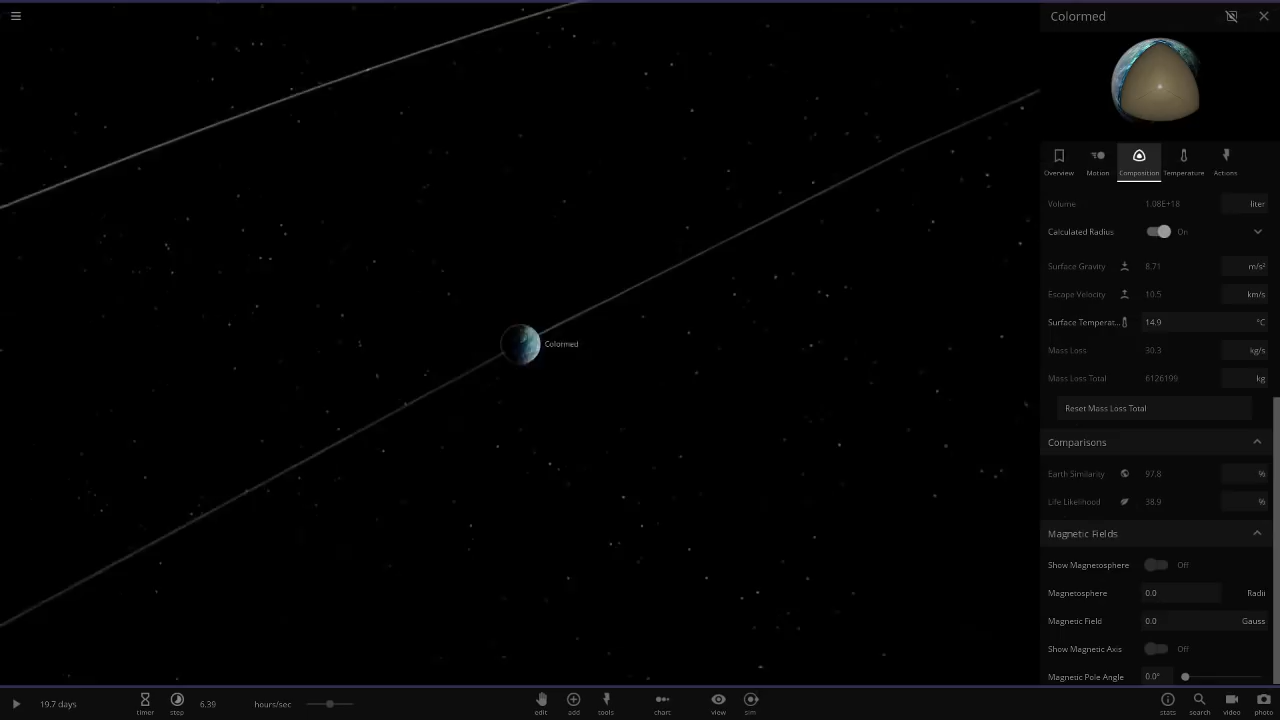 Colormed
Overview Motion Composition Temperature Actions
Volume 1.08E+18 liter
Calculated Radius On
Surface Gravity 8.71 m/s²
Escape Velocity 10.5 km/s
Surface Temperat... 14.9 °C
Mass Loss 30.3 kg/s
Mass Loss Total 6126199 kg
Reset Mass Loss Total
Comparisons
Earth Similarity 97.8 %
Life Likelihood 38.9 %
Magnetic Fields
Show Magnetosphere Off
Magnetosphere 0.0 Radii
Magnetic Field 0.0 Gauss
Show Magnetic Axis Off
Magnetic Pole Angle 0.0°
Colormed
19.7 days timer step 6.39 hours/sec edit add tools chart view sim stats search video photo